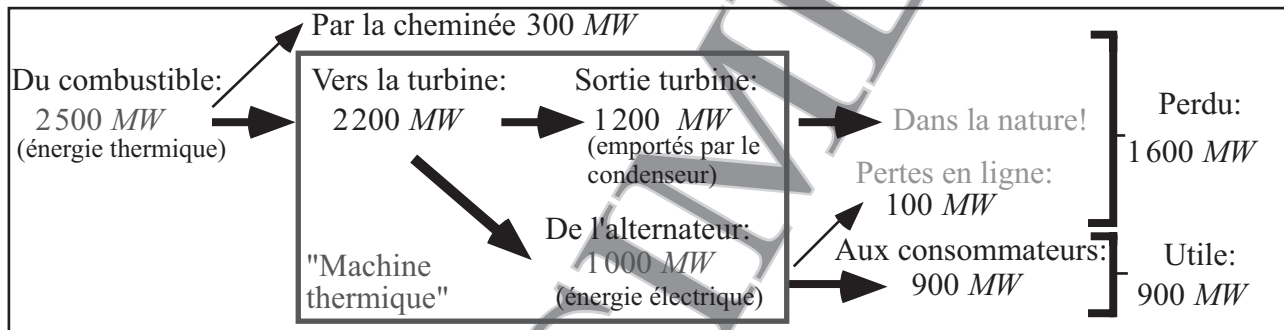 Par la cheminée 300 MW
Du combustible:
2500 MW
(énergie thermique)
Vers la turbine:
2200 MW
Sortie turbine:
1200 MW
(emportés par le
condenseur)
Dans la nature!
Pertes en ligne:
100 MW
Perdu:
1600 MW
De l'alternateur:
1000 MW
(énergie électrique)
"Machine
thermique"
Aux consommateurs:
900 MW
Utile:
900 MW